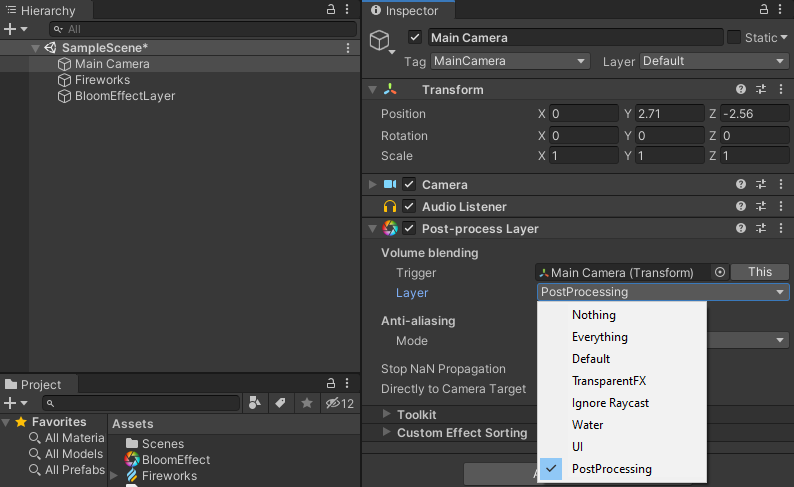 Hierarchy
All
SampleScene*
Main Camera
Fireworks
BloomEffectLayer
Project
12
Favorites
All Materia
All Models
All Prefabs
Assets
Scenes
BloomEffect
Fireworks
Inspector
Main Camera
Static
Tag MainCamera Layer Default
Transform
Position X 0 Y 2.71 Z -2.56
Rotation X 0 Y 0 Z 0
Scale X 1 Y 1 Z 1
Camera
Audio Listener
Post-process Layer
Volume blending
Trigger Main Camera (Transform) This
Layer PostProcessing
Anti-aliasing
Mode
Stop NaN Propagation
Directly to Camera Target
Toolkit
Custom Effect Sorting
Nothing
Everything
Default
TransparentFX
Ignore Raycast
Water
UI
PostProcessing